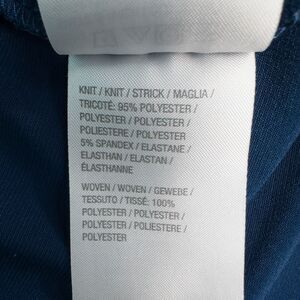 KNIT / KNIT / STRICK / MAGLIA /
TRICOTÉ: 95% POLYESTER /
POLYESTER / POLYESTER /
POLIESTERE / POLYESTER
5% SPANDEX / ELASTANE /
ELASTHAN / ELASTAN /
ÉLASTHANNE
WOVEN / WOVEN / GEWEBE /
TESSUTO / TISSÉ: 100%
POLYESTER / POLYESTER /
POLYESTER / POLIESTERE /
POLYESTER